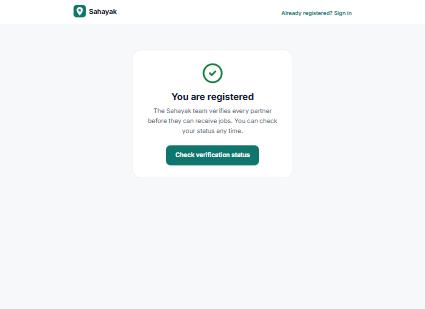 Sahayak
Already registered? Sign in
You are registered
The Sahayak team verifies every partner
before they can receive jobs. You can check
your status any time.
Check verification status